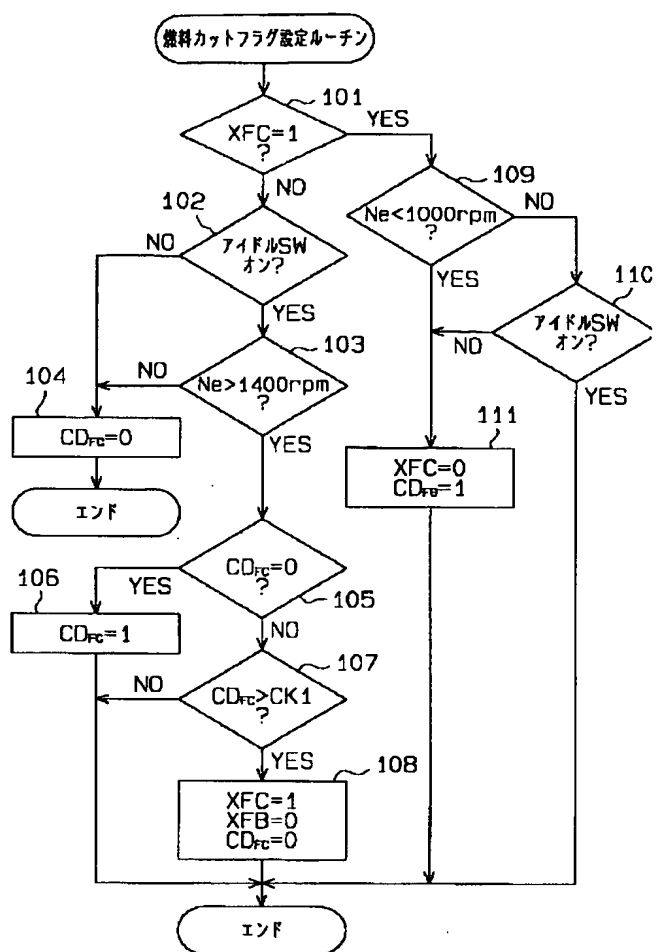 燃料カットフラグ設定ルーチン
101
XFC=1
?
YES
NO
109
Ne<1000rpm
?
NO
YES
102
アイドルSW
オン?
NO
YES
110
アイドルSW
オン?
NO
YES
103
Ne>1400rpm
?
NO
YES
104
CDFC=0
エンド
111
XFC=0
CDFB=1
105
CDFC=0
?
YES
NO
106
CDFC=1
107
CDFC>CK1
?
NO
YES
108
XFC=1
XFB=0
CDFC=0
エンド